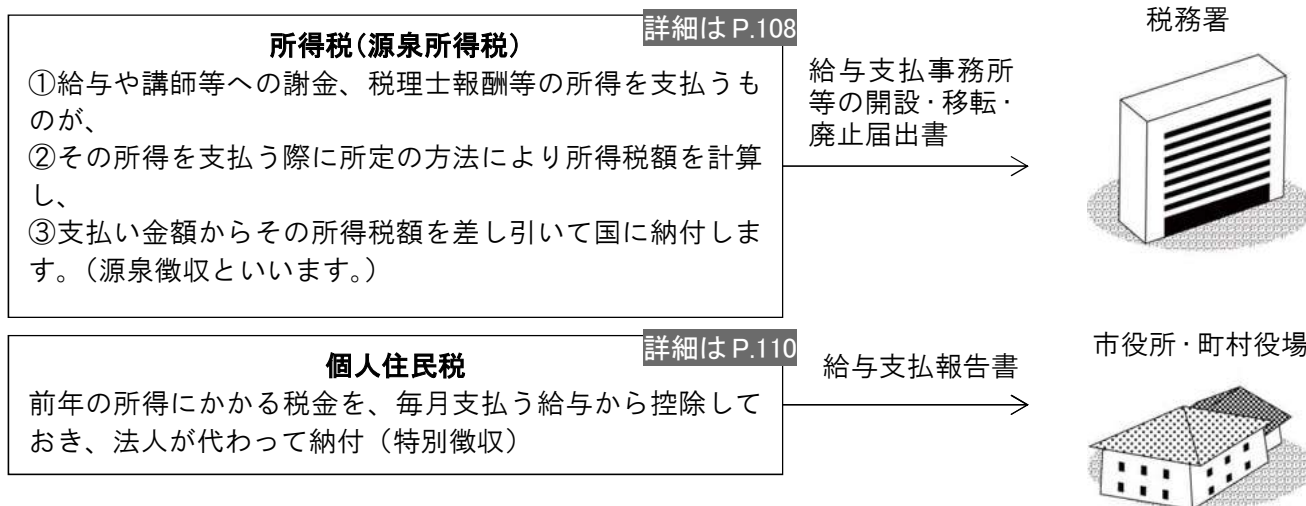 詳細は P.108
所得税（源泉所得税）
①給与や講師等への謝金、税理士報酬等の所得を支払うも
のが、
②その所得を支払う際に所定の方法により所得税額を計算
し、
③支払い金額からその所得税額を差し引いて国に納付しま
す。（源泉徴収といいます。）
給与支払事務所
等の開設・移転・
廃止届出書
税務署
詳細は P.110
個人住民税
前年の所得にかかる税金を、毎月支払う給与から控除して
おき、法人が代わって納付（特別徴収）
給与支払報告書
市役所・町村役場